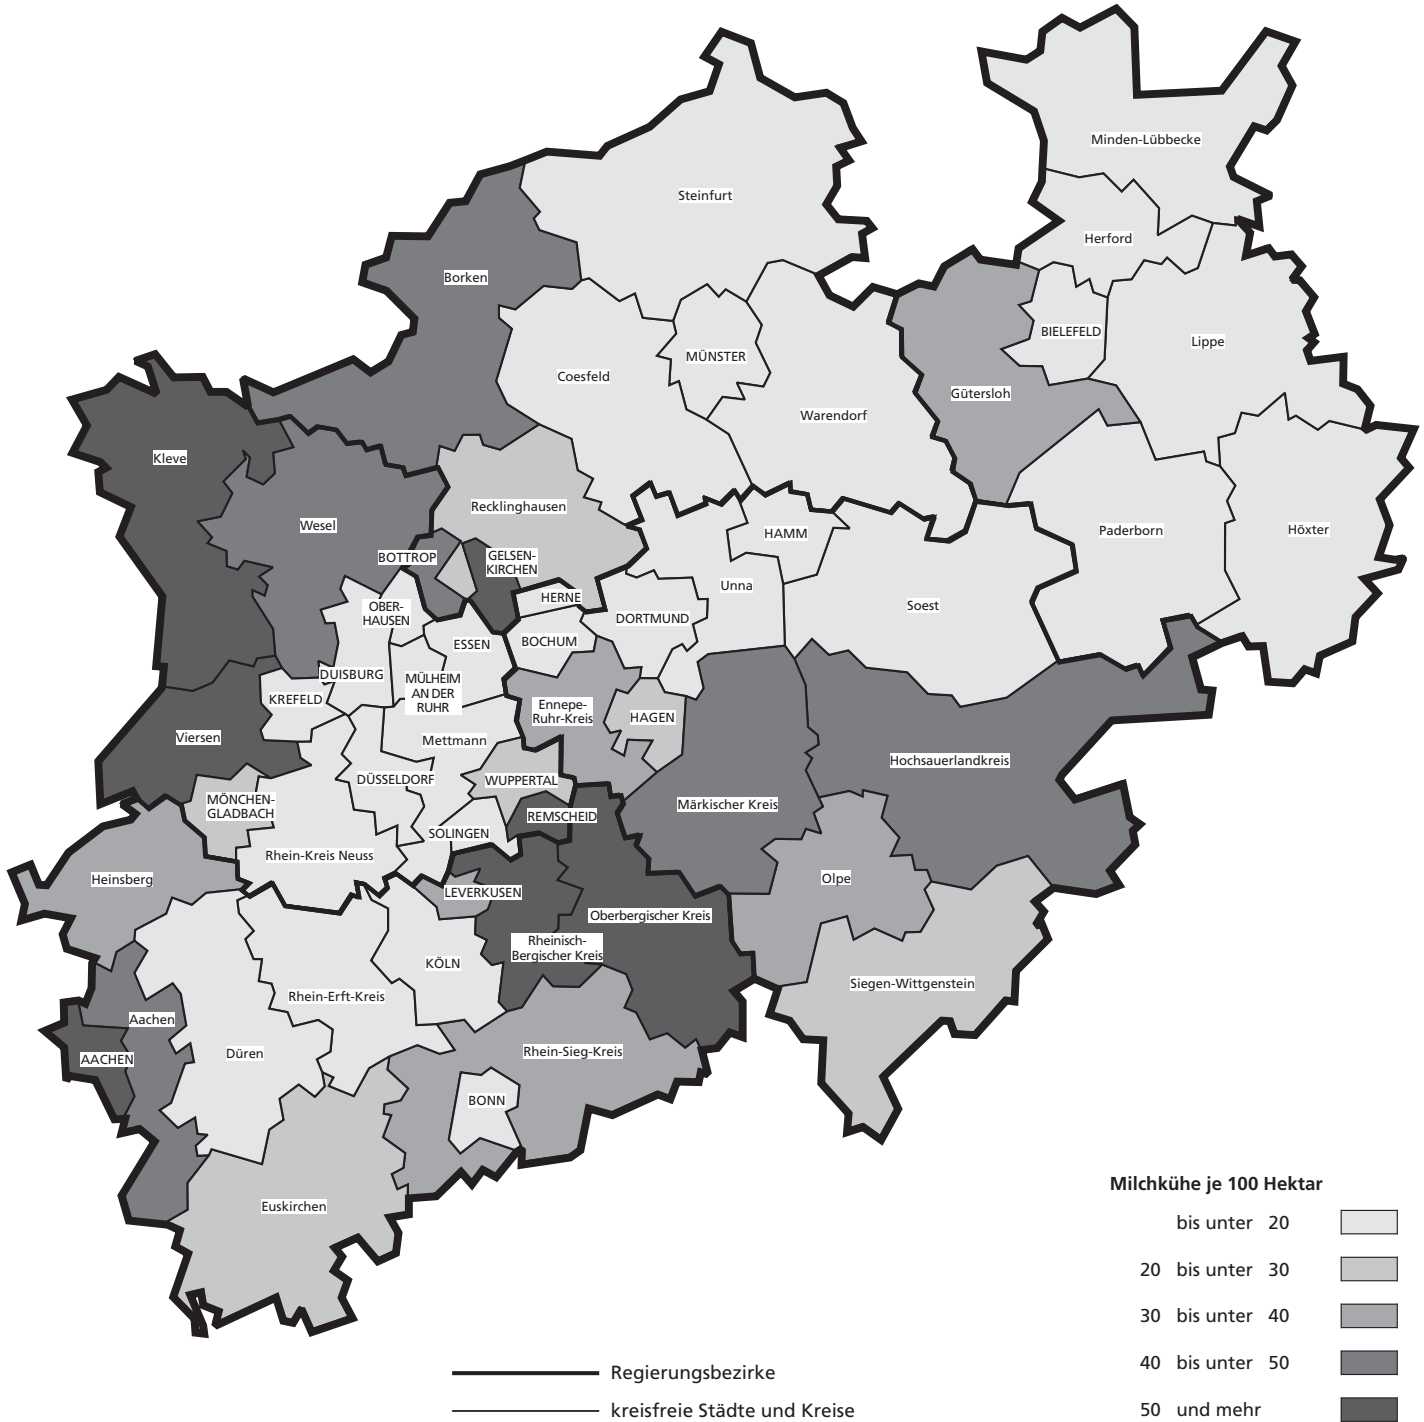 Minden-Lübbecke
Steinfurt
Herford
Borken
BIELEFELD
Lippe
MÜNSTER
Coesfeld
Gütersloh
Warendorf
Kleve
Recklinghausen
Wesel
Paderborn
Höxter
HAMM
BOTTROP
GELSEN-
KIRCHEN
Unna
HERNE
Soest
OBER-
HAUSEN
DORTMUND
ESSEN
BOCHUM
DUISBURG
MÜLHEIM
AN DER
RUHR
KREFELD
Ennepe-
Ruhr-Kreis
HAGEN
Viersen
Mettmann
Hochsauerlandkreis
DÜSSELDORF
WUPPERTAL
MÖNCHEN-
GLADBACH
Märkischer Kreis
REMSCHEID
SOLINGEN
Rhein-Kreis Neuss
Heinsberg
Olpe
LEVERKUSEN
Oberbergischer Kreis
Rheinisch-
Bergischer Kreis
KÖLN
Siegen-Wittgenstein
Rhein-Erft-Kreis
Aachen
AACHEN
Düren
Rhein-Sieg-Kreis
BONN
Euskirchen
Milchkühe je 100 Hektar
bis unter 20
20 bis unter 30
30 bis unter 40
40 bis unter 50
50 und mehr
Regierungsbezirke
kreisfreie Städte und Kreise